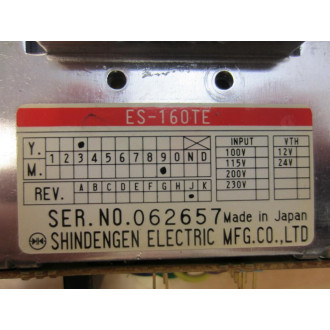 ES-160TE
Y. 1 2 3 4 5 6 7 8 9 0 N D
M.
REV. A B C D E F G H J K
INPUT
100V
115V
200V
230V
VTH
12V
24V
SER.NO.062657 Made in Japan
SHINDENGEN ELECTRIC MFG.CO.,LTD